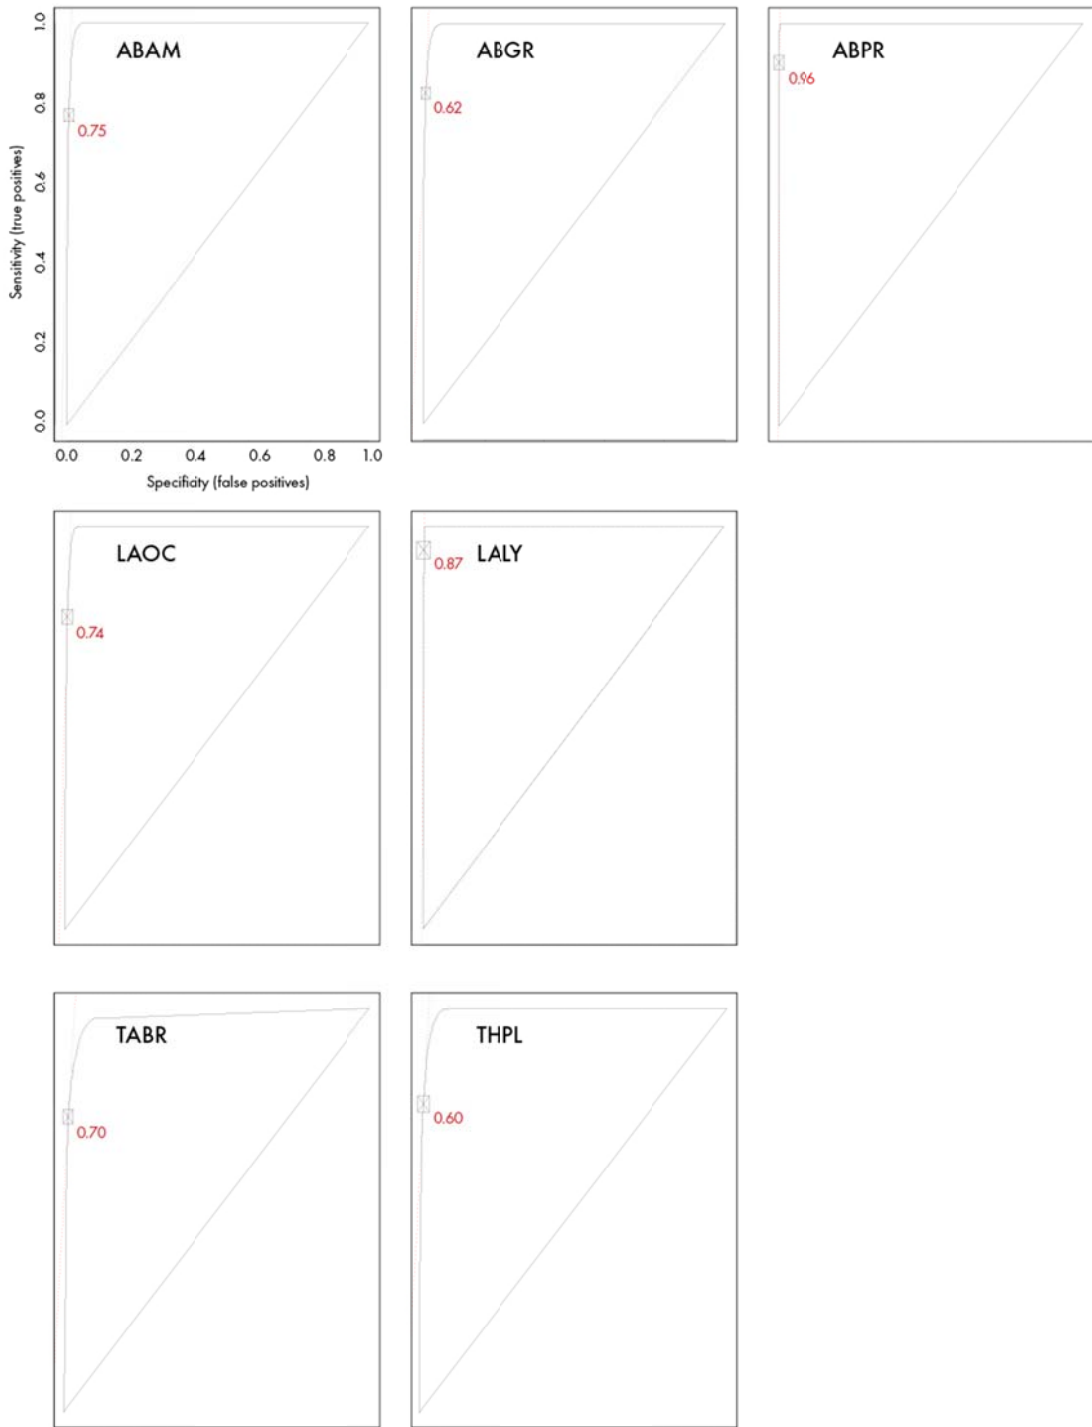 ABAM
ABGR
ABPR
1.0
0.8
0.6
0.4
0.2
0.0
Sensitivity (true positives)
0.75
0.62
0.96
0.0 0.2 0.4 0.6 0.8 1.0
Specificity (false positives)
LAOC
LALY
0.74
0.87
TABR
THPL
0.70
0.60